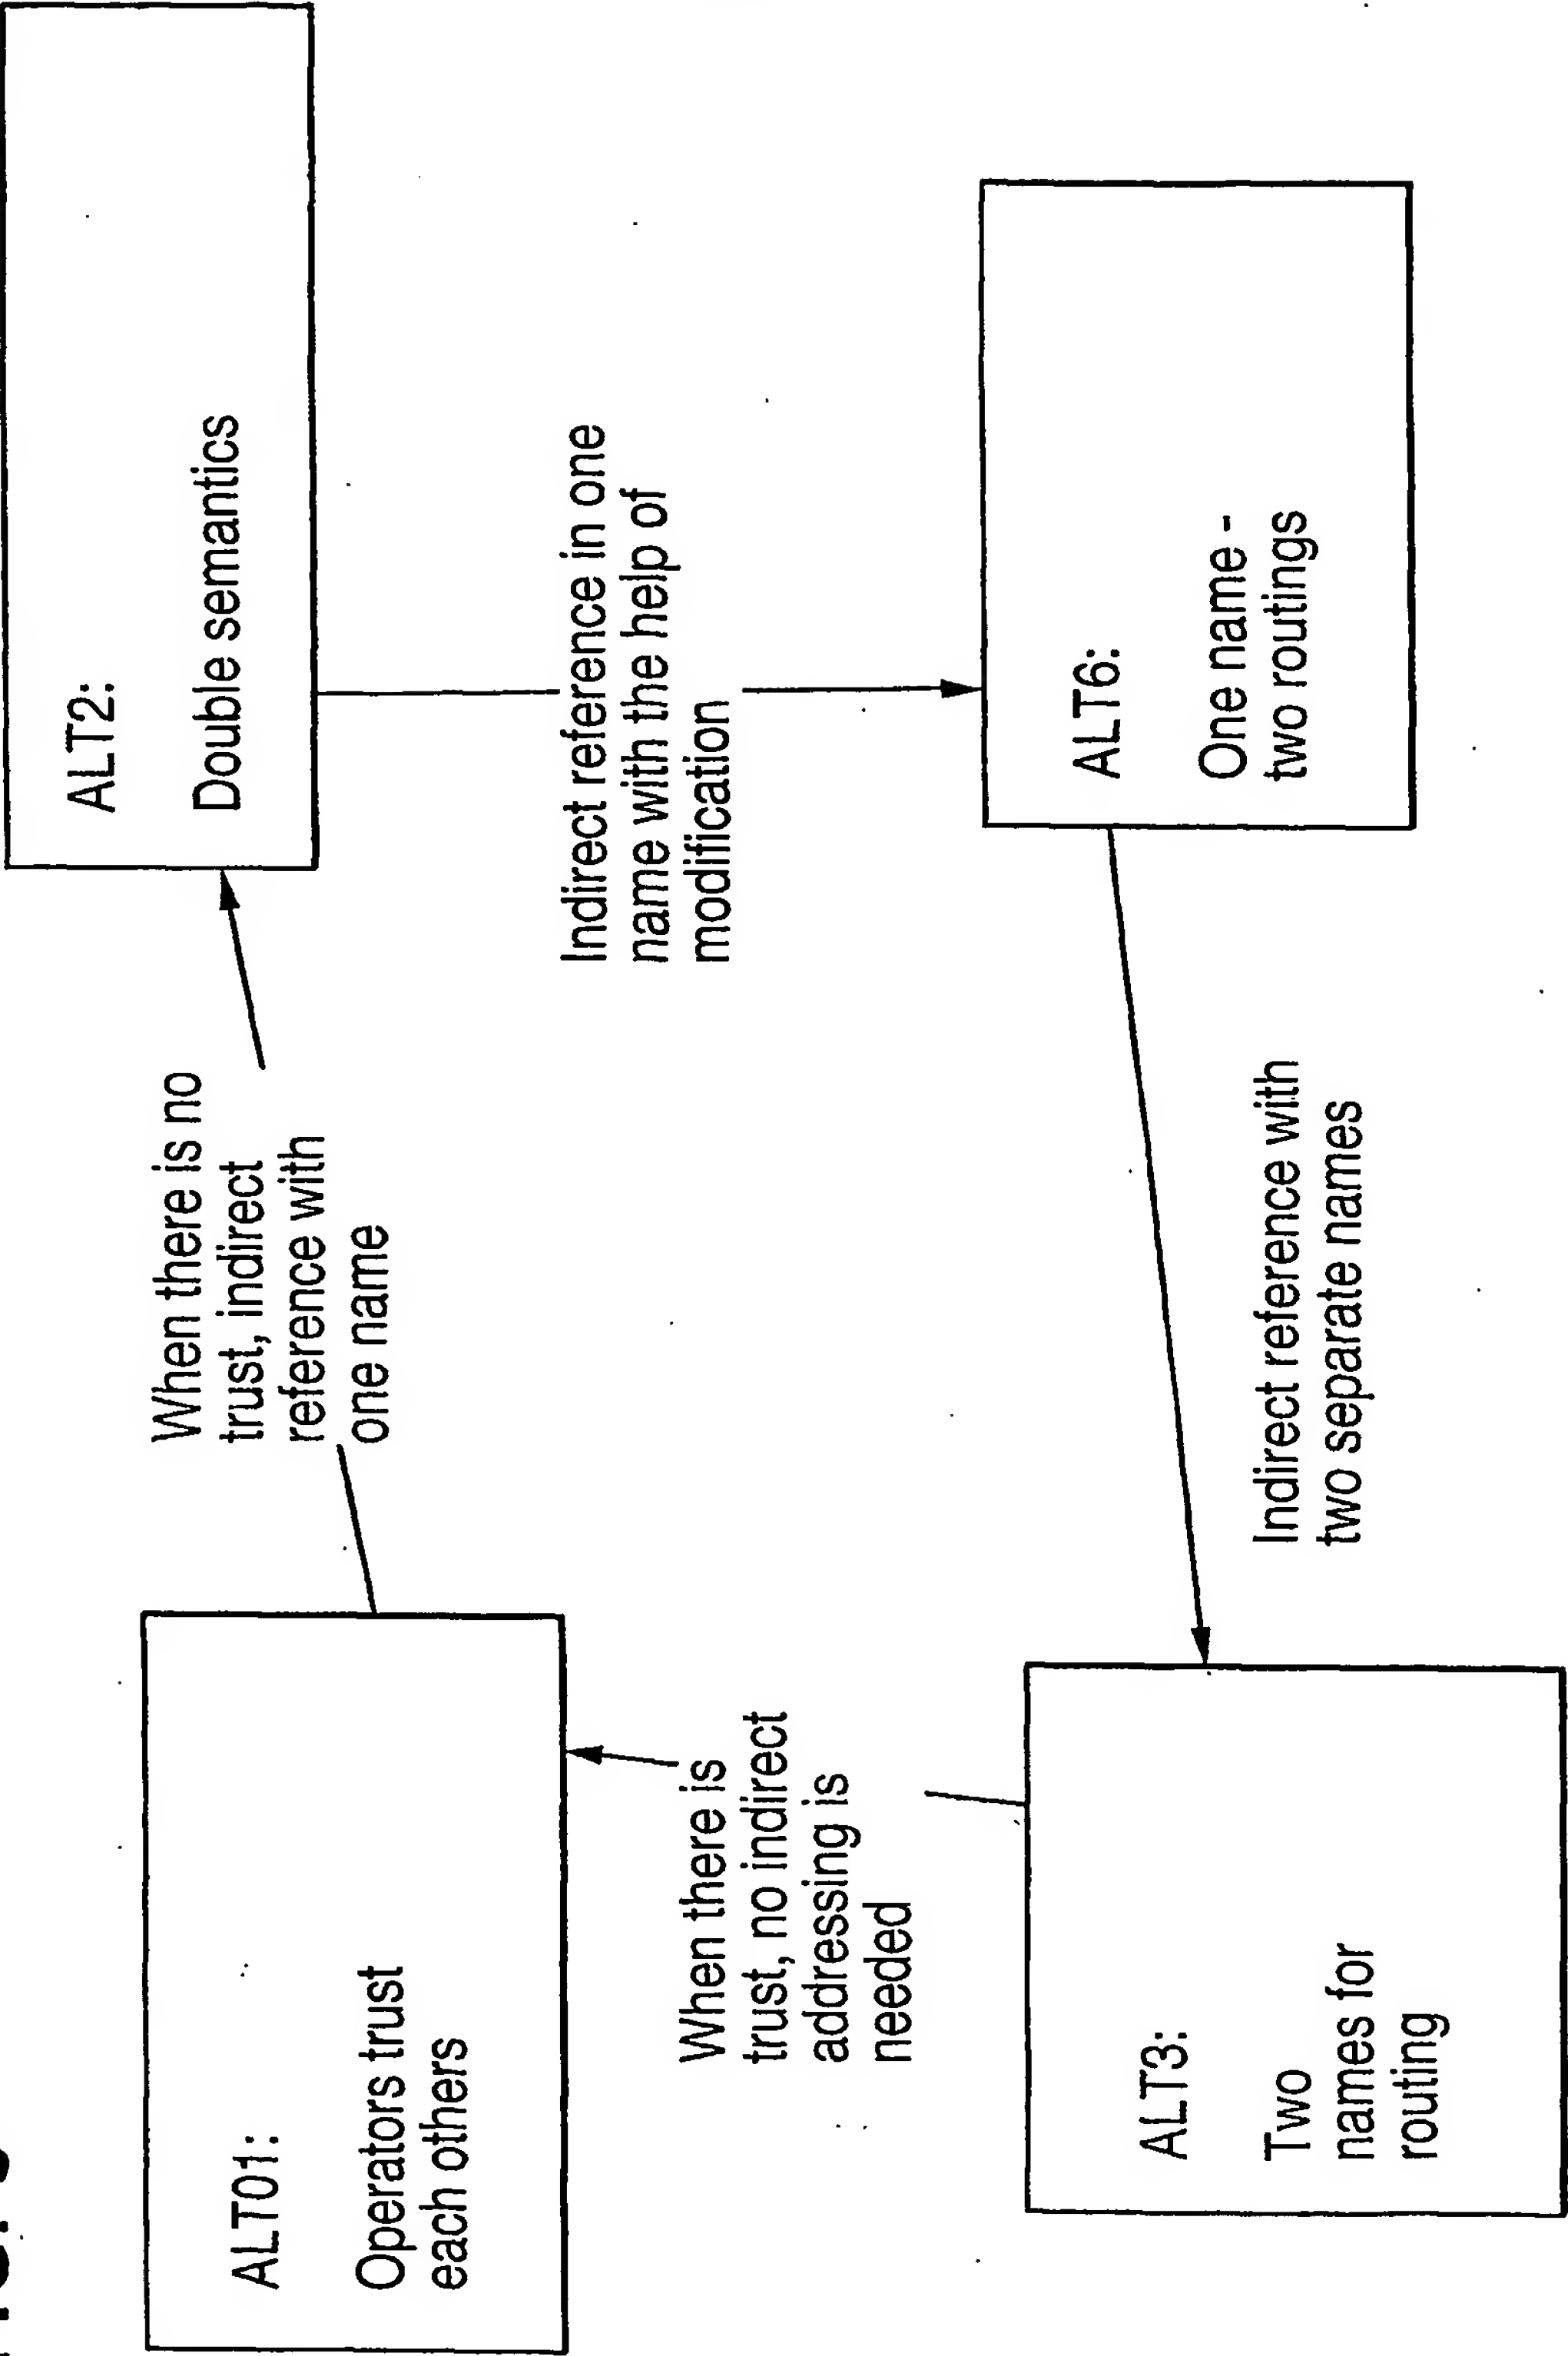 ALT01:
Operators trust
each others
When there is no
trust, indirect
reference with
one name
ALT2:
Double semantics
Indirect reference in one
name with the help of
modification
When there is
trust, no indirect
addressing is
needed
ALT6:
One name -
two routings
ALT3:
Two
names for
routing
Indirect reference with
two separate names